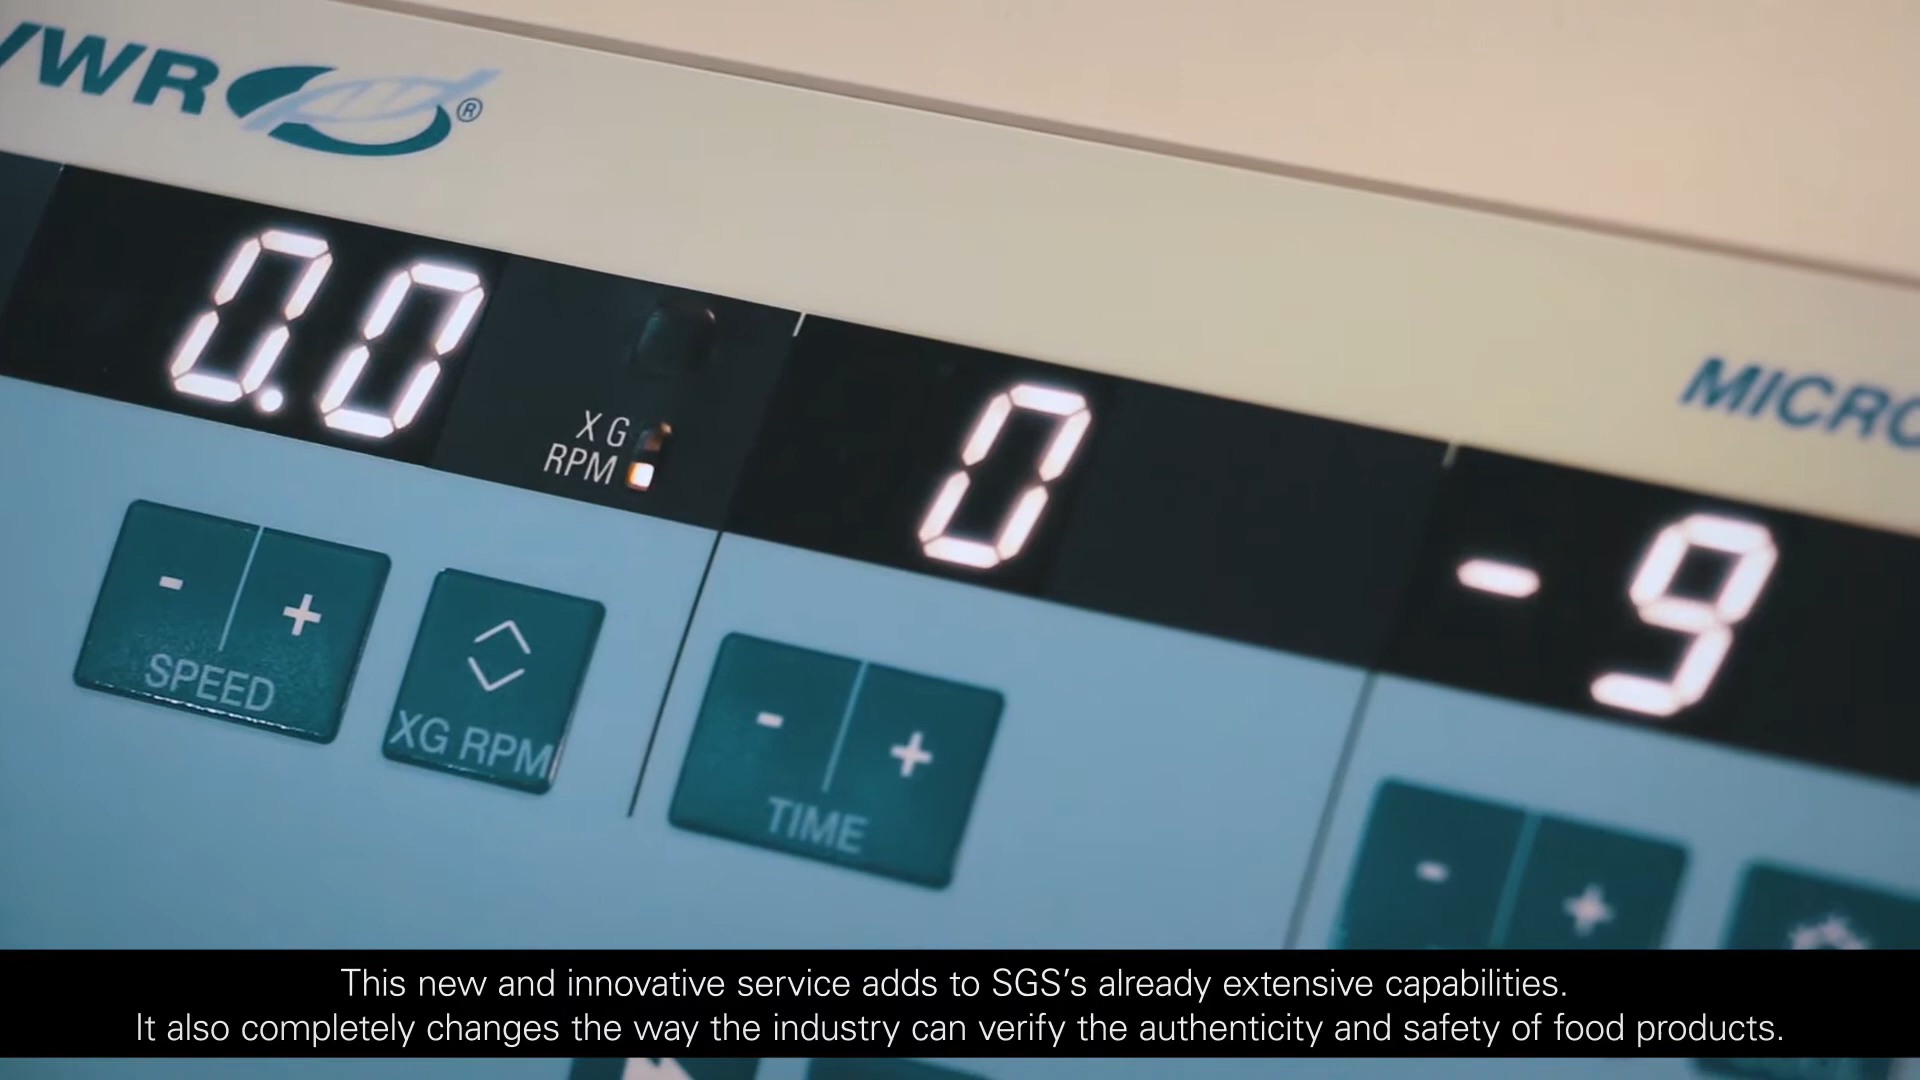 VWR®
MICRO
0.0
X G
RPM
0
- 9
- +
SPEED
XG RPM
- +
TIME
- +
This new and innovative service adds to SGS's already extensive capabilities.
It also completely changes the way the industry can verify the authenticity and safety of food products.